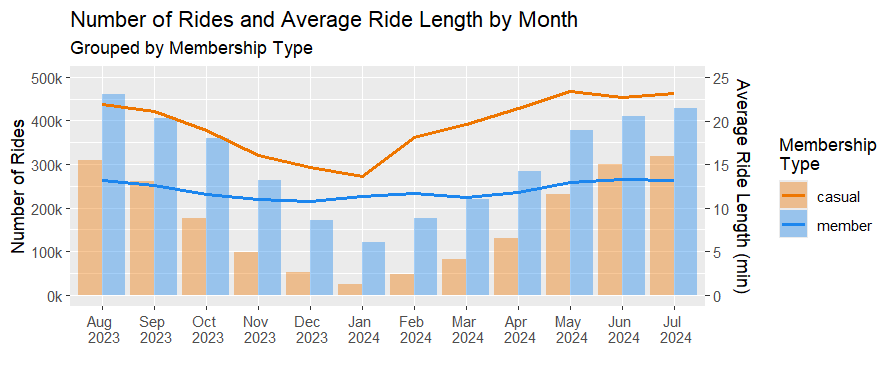 Number of Rides and Average Ride Length by Month
Grouped by Membership Type
Number of Rides
500k
400k
300k
200k
100k
0k
25
20
15
10
5
0
Average Ride Length (min)
Aug Sep Oct Nov Dec Jan Feb Mar Apr May Jun Jul
2023 2023 2023 2023 2023 2024 2024 2024 2024 2024 2024 2024
Membership
Type
casual
member